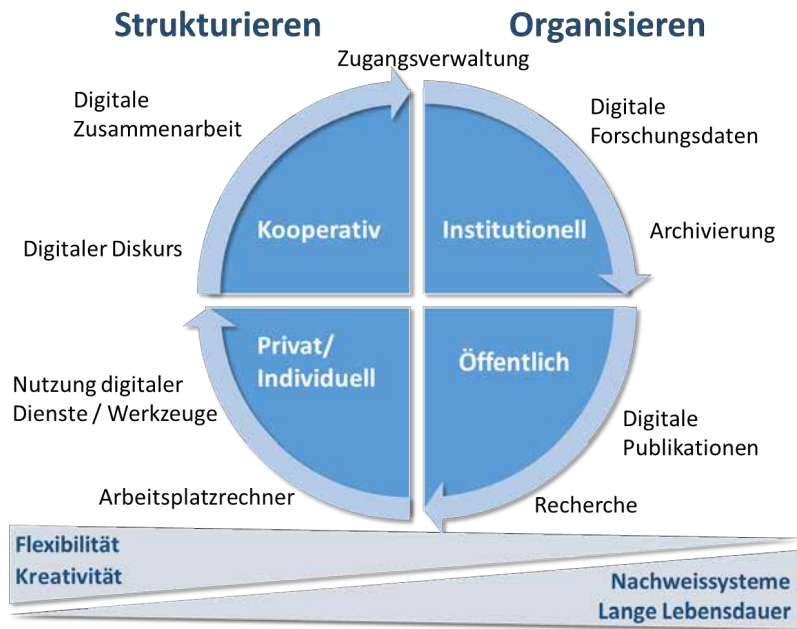 Strukturieren
Organisieren
Zugangsverwaltung
Digitale
Zusammenarbeit
Digitale
Forschungsdaten
Kooperativ
Institutionell
Digitaler Diskurs
Archivierung
Privat/
Individuell
Öffentlich
Nutzung digitaler
Dienste / Werkzeuge
Digitale
Publikationen
Arbeitsplatzrechner
Recherche
Flexibilität
Kreativität
Nachweissysteme
Lange Lebensdauer